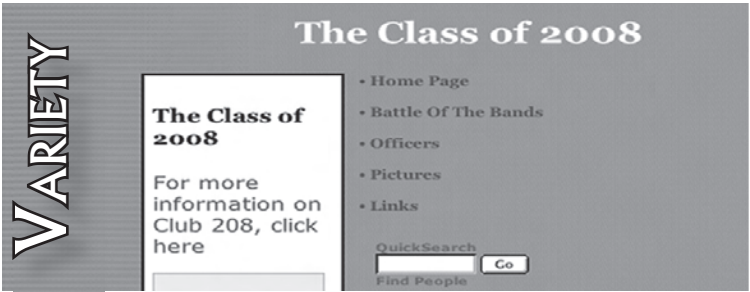 VARIETY
The Class of 2008
The Class of
2008
For more
information on
Club 208, click
here
• Home Page
• Battle Of The Bands
• Officers
• Pictures
• Links
QuickSearch
Go
Find People